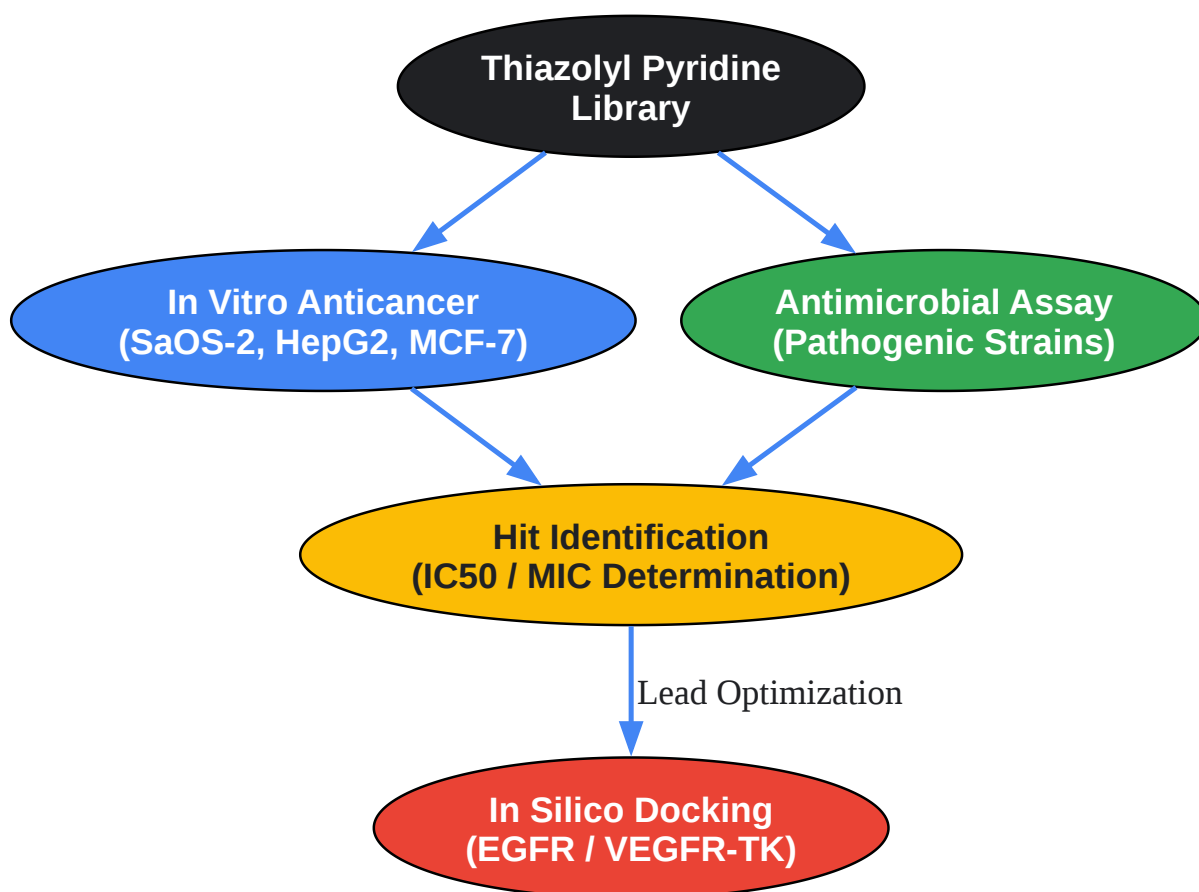 Thiazolyl Pyridine
Library
In Vitro Anticancer
(SaOS-2, HepG2, MCF-7)
Antimicrobial Assay
(Pathogenic Strains)
Hit Identification
(IC50 / MIC Determination)
Lead Optimization
In Silico Docking
(EGFR / VEGFR-TK)